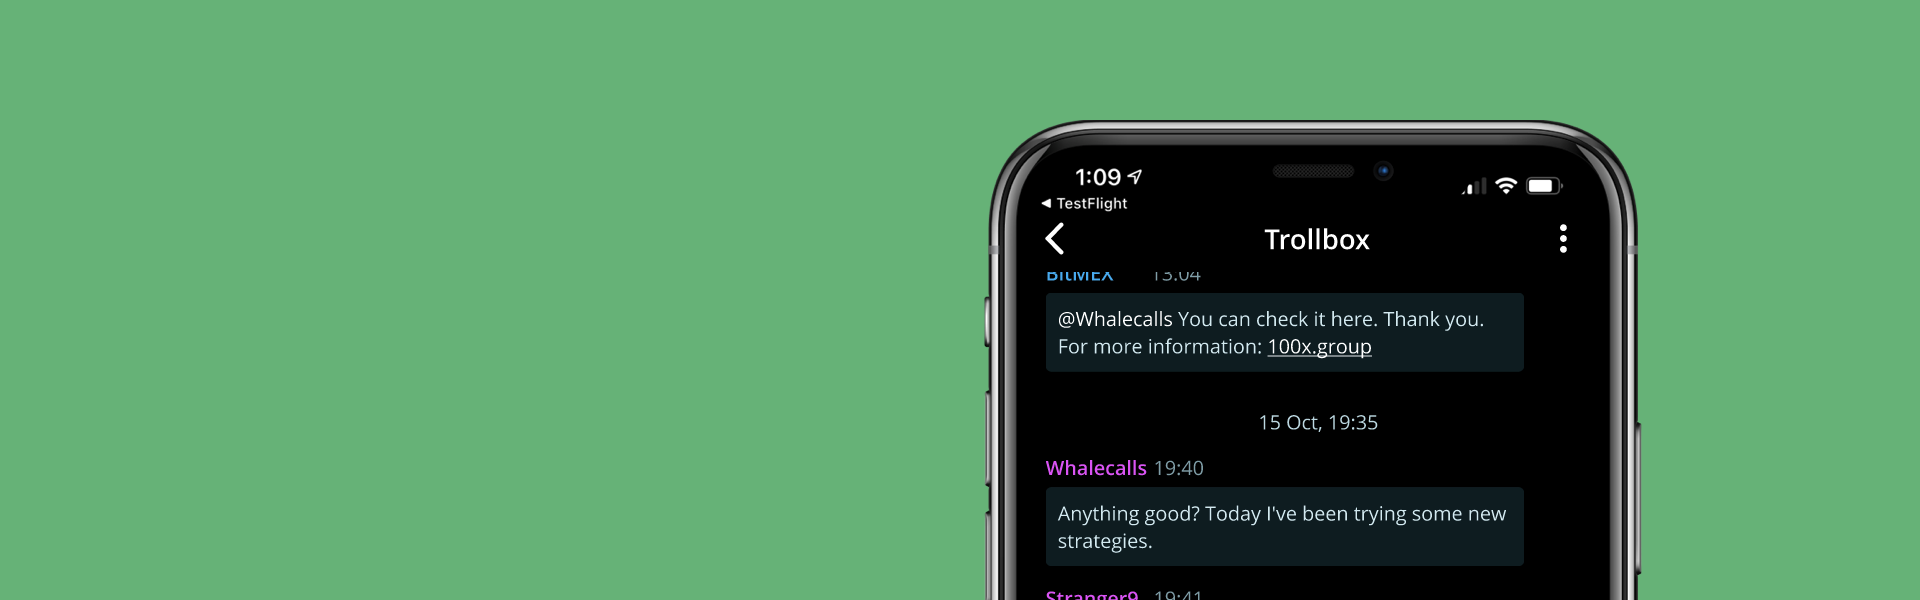 1:09
◀ TestFlight
Trollbox
BitMEX 13:04
@Whalecalls You can check it here. Thank you.
For more information: 100x.group
15 Oct, 19:35
Whalecalls 19:40
Anything good? Today I've been trying some new
strategies.
Stranger9 19:41